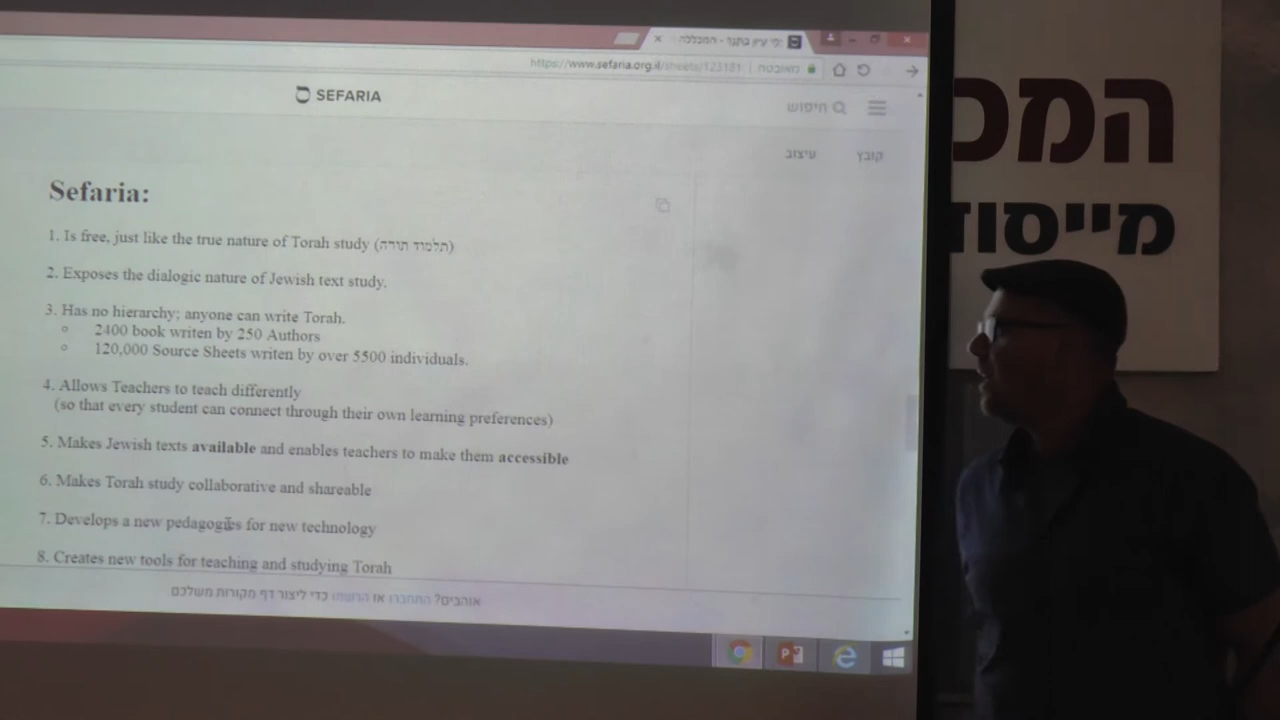 https://www.sefaria.org.il/sheets/123181 | מאובטח
SEFARIA
חיפוש
קובץ
עיצוב
Sefaria:
1. Is free, just like the true nature of Torah study (תלמוד תורה)
2. Exposes the dialogic nature of Jewish text study.
3. Has no hierarchy; anyone can write Torah.
2400 book writen by 250 Authors
120,000 Source Sheets writen by over 5500 individuals.
4. Allows Teachers to teach differently
(so that every student can connect through their own learning preferences)
5. Makes Jewish texts available and enables teachers to make them accessible
6. Makes Torah study collaborative and shareable
7. Develops a new pedagogies for new technology
8. Creates new tools for teaching and studying Torah
אוהבים? התחברו או הרשמו כדי ליצור דף מקורות משלכם
המכ
מייסוד